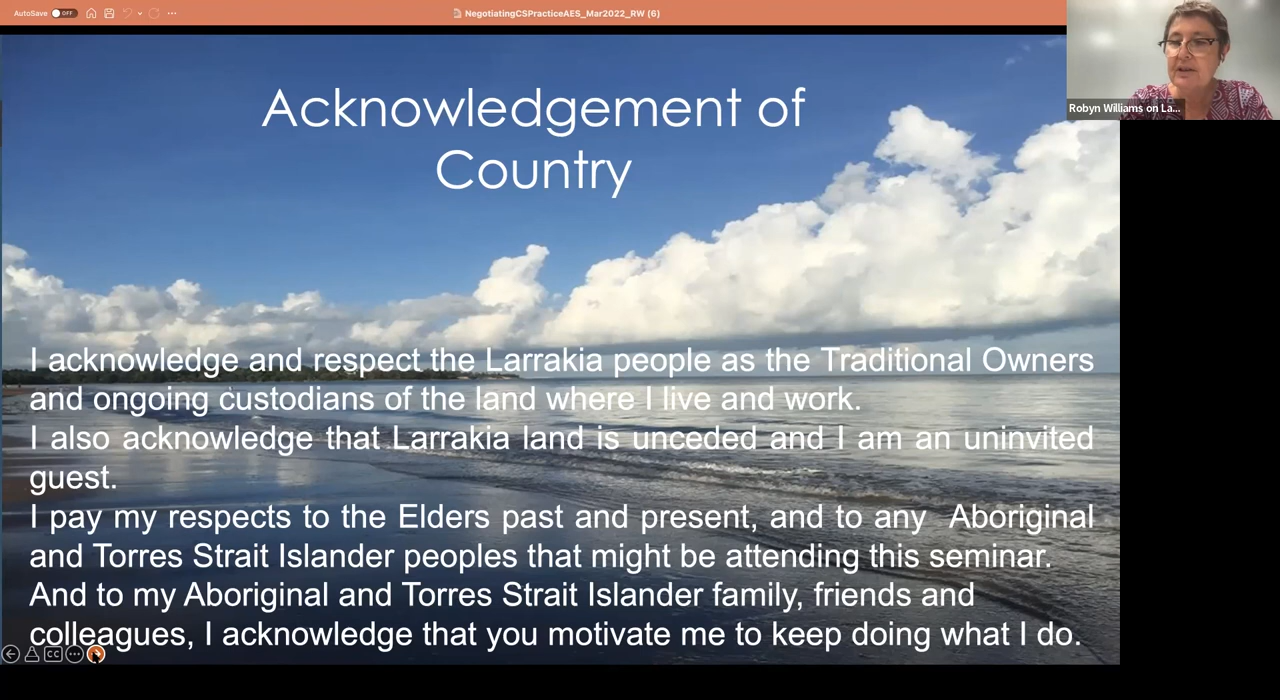 AutoSave OFF
NegotiatingCSPracticeAES_Mar2022_RW (6)
Robyn Williams on La...
Acknowledgement of
Country
I acknowledge and respect the Larrakia people as the Traditional Owners
and ongoing custodians of the land where I live and work.
I also acknowledge that Larrakia land is unceded and I am an uninvited
guest.
I pay my respects to the Elders past and present, and to any Aboriginal
and Torres Strait Islander peoples that might be attending this seminar.
And to my Aboriginal and Torres Strait Islander family, friends and
colleagues, I acknowledge that you motivate me to keep doing what I do.
CC